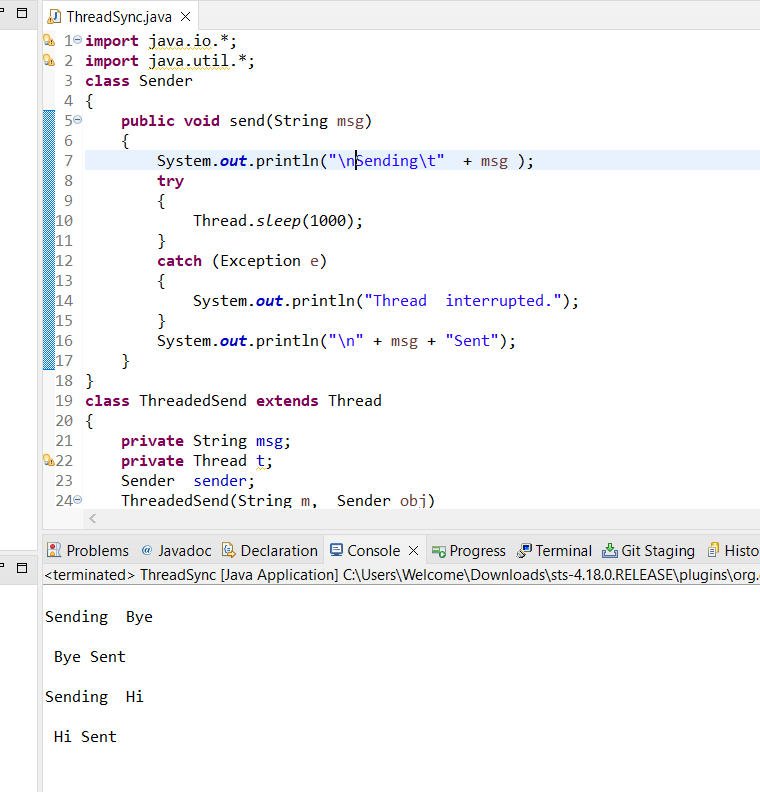 ThreadSync.java
1 import java.io.*;
2 import java.util.*;
3 class Sender
4 {
5     public void send(String msg)
6     {
7         System.out.println("\nSending\t"  + msg );
8         try
9         {
10             Thread.sleep(1000);
11         }
12         catch (Exception e)
13         {
14             System.out.println("Thread  interrupted.");
15         }
16         System.out.println("\n" + msg + "Sent");
17     }
18 }
19 class ThreadedSend extends Thread
20 {
21     private String msg;
22     private Thread t;
23     Sender  sender;
24     ThreadedSend(String m,  Sender obj)
Problems @ Javadoc Declaration Console Progress Terminal Git Staging Histo
<terminated> ThreadSync [Java Application] C:\Users\Welcome\Downloads\sts-4.18.0.RELEASE\plugins\org.
Sending  Bye
 Bye Sent
Sending  Hi
 Hi Sent